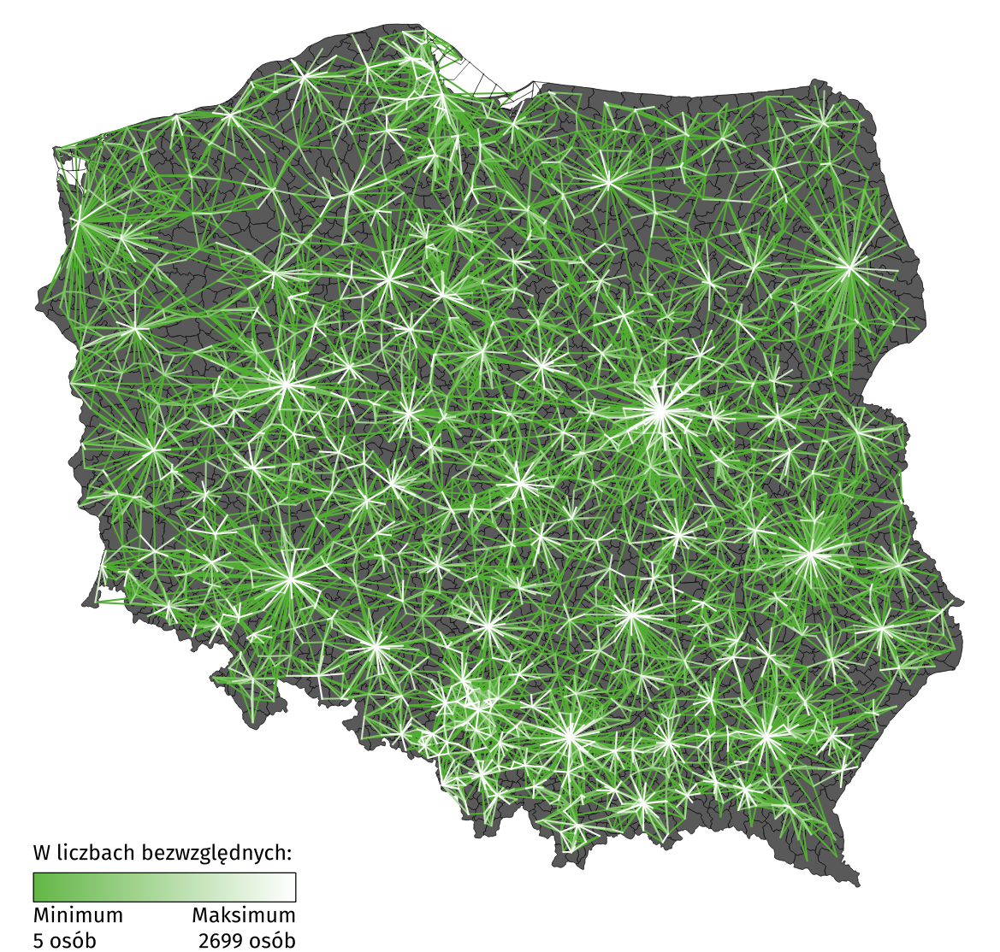 W liczbach bezwzględnych:
Minimum Maksimum
5 osób 2699 osób